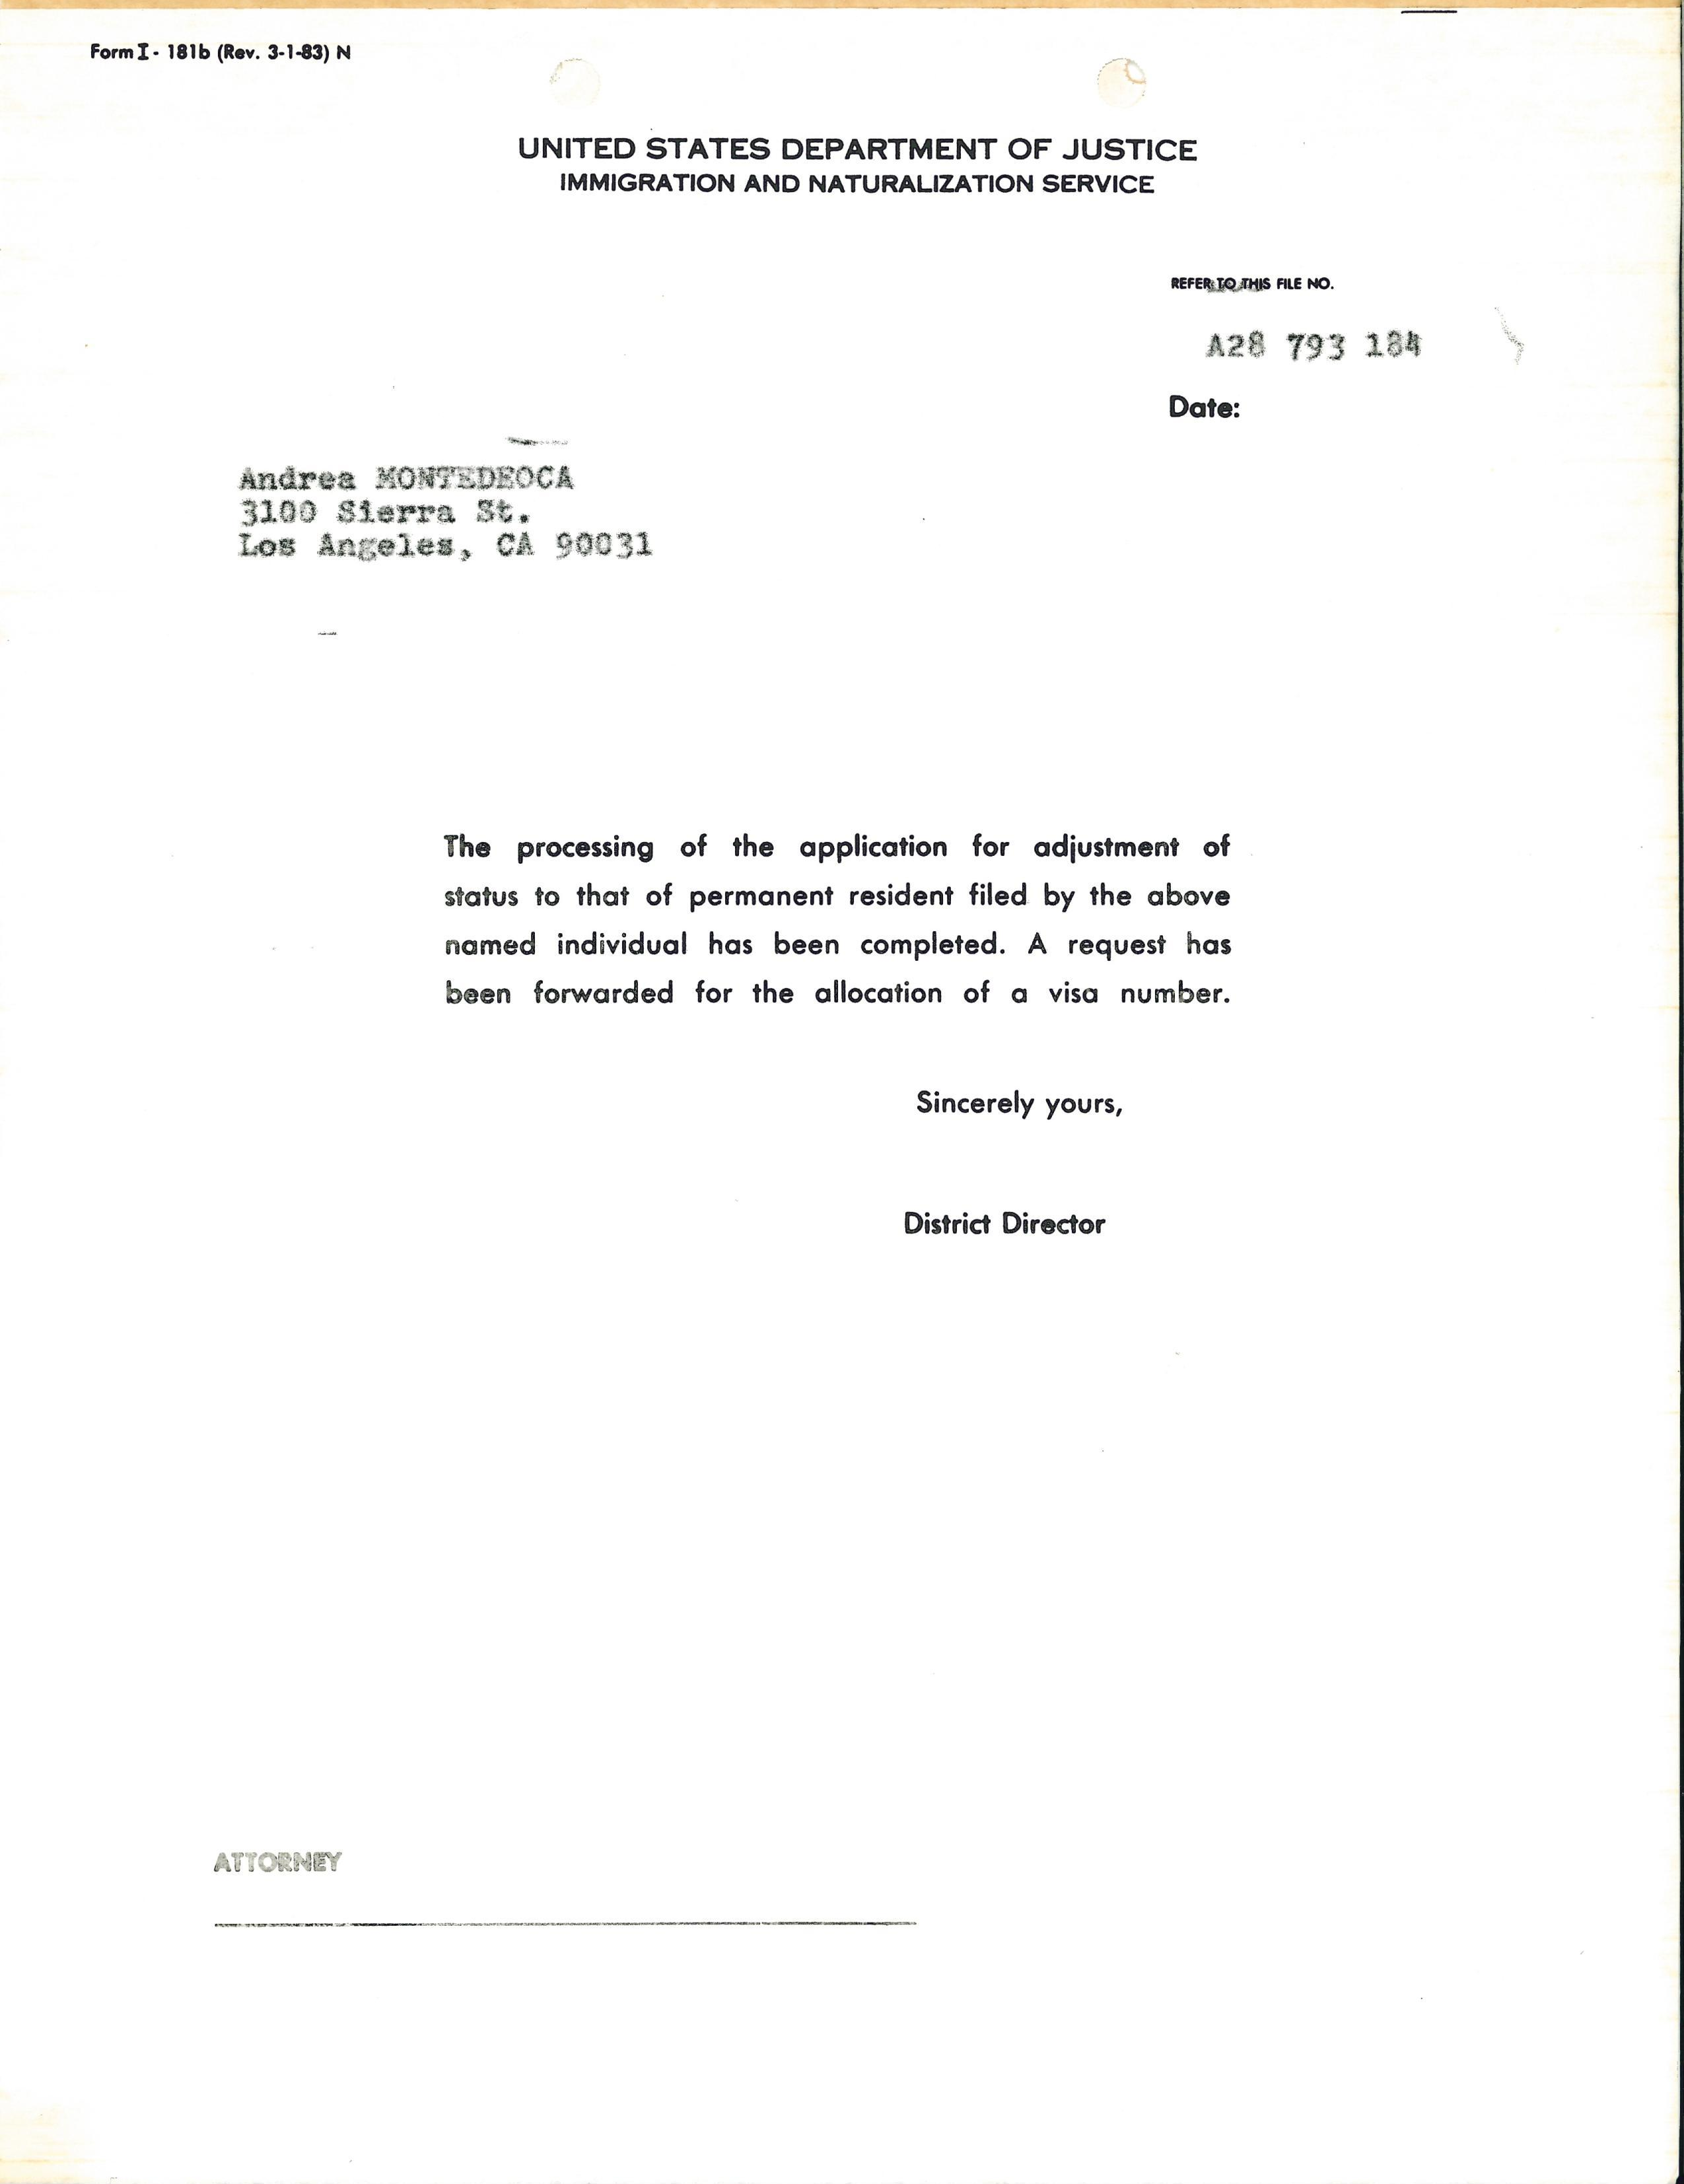 Form I - 181b (Rev. 3-1-83) N
UNITED STATES DEPARTMENT OF JUSTICE
IMMIGRATION AND NATURALIZATION SERVICE
REFER TO THIS FILE NO.
A28 793 184
Date:
Andrea MONTEDEOCA
3100 Sierra St.
Los Angeles, CA 90031
The processing of the application for adjustment of
status to that of permanent resident filed by the above
named individual has been completed. A request has
been forwarded for the allocation of a visa number.
Sincerely yours,
District Director
ATTORNEY